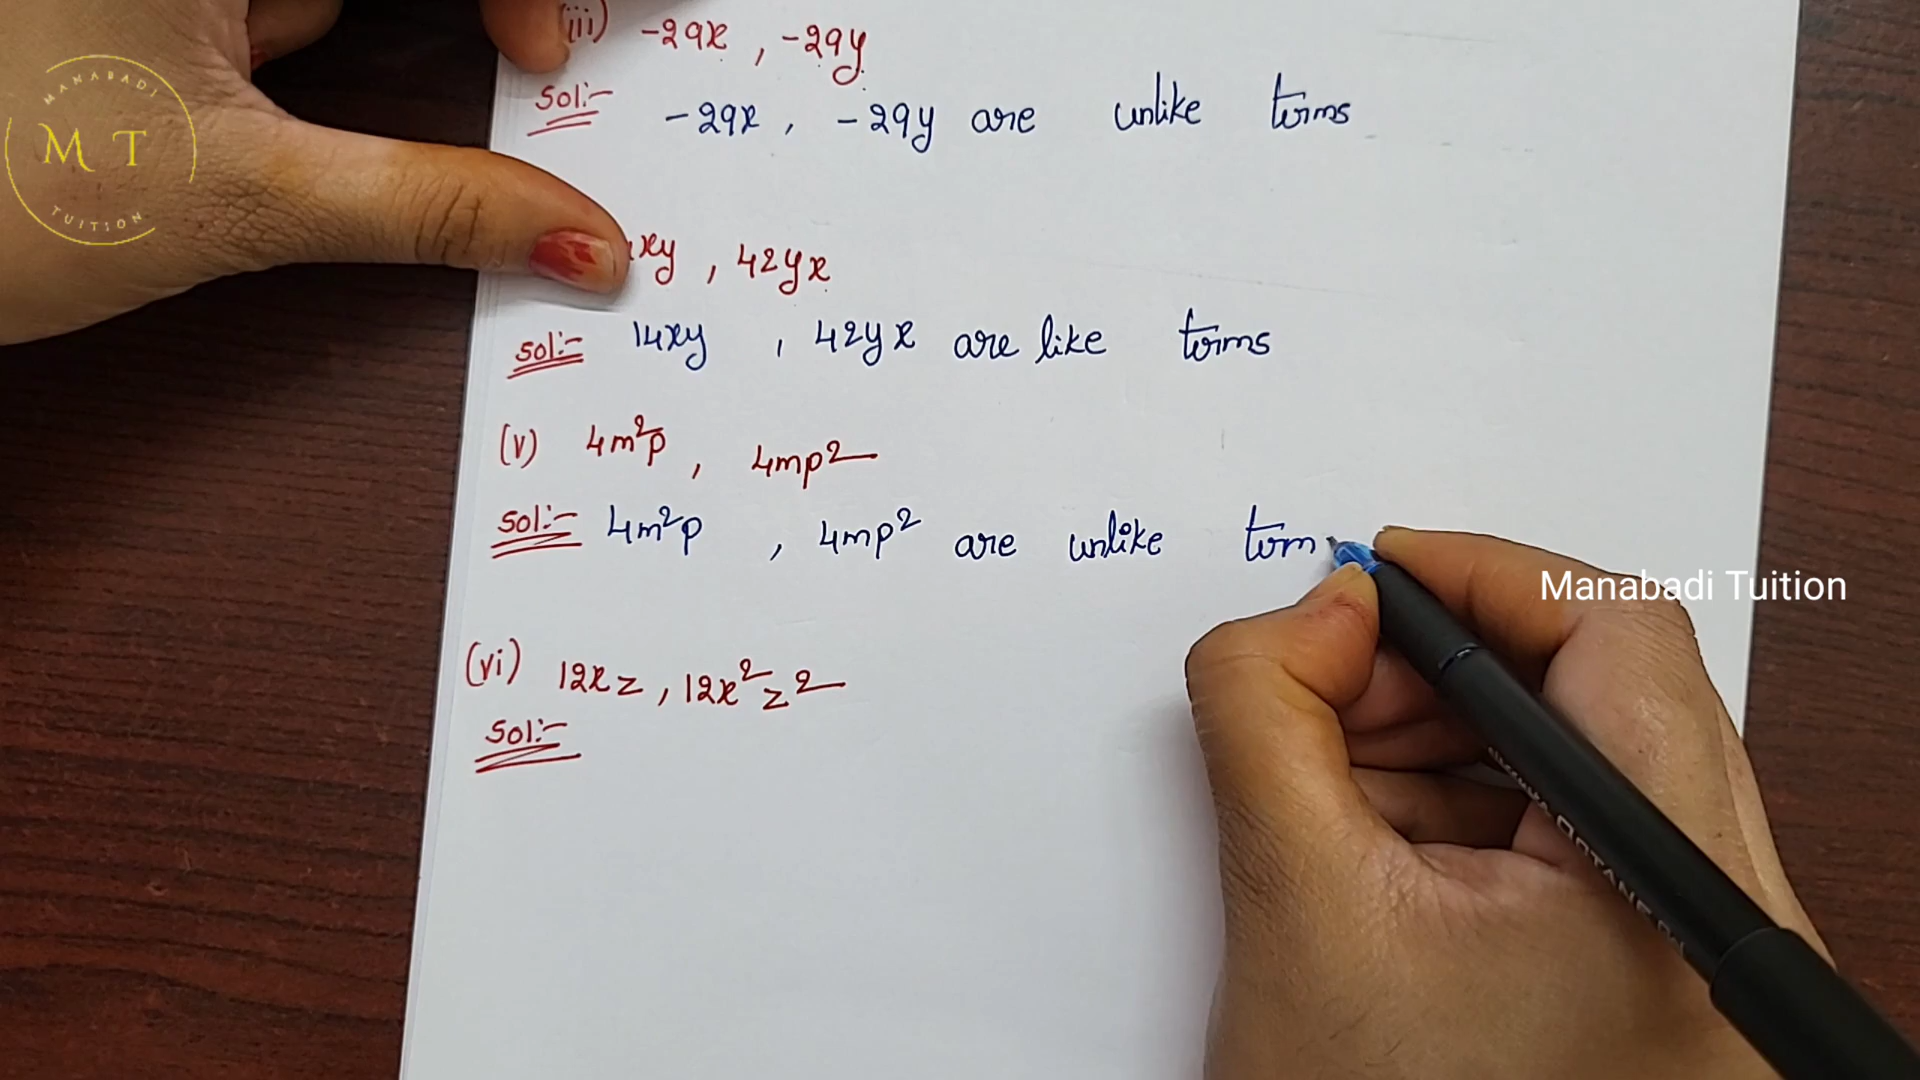 (iii) -29x , -29y
Sol:- -29x , -29y are unlike terms
xy , 42yx
Sol:- 14xy , 42yx are like terms
(v) 4m²p , 4mp²
Sol:- 4m²p , 4mp² are unlike term
(vi) 12xz , 12x²z²
Sol:-
MANABADI
MT
TUITION
Manabadi Tuition